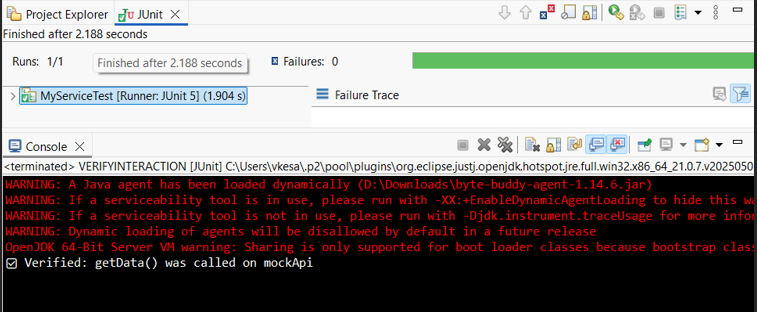 Project Explorer JUnit
Finished after 2.188 seconds
Runs: 1/1 Finished after 2.188 seconds Failures: 0
MyServiceTest [Runner: JUnit 5] (1.904 s) Failure Trace
Console
<terminated> VERIFYINTERACTION [JUnit] C:\Users\vkesa\.p2\pool\plugins\org.eclipse.justj.openjdk.hotspot.jre.full.win32.x86_64_21.0.7.v2025050
WARNING: A Java agent has been loaded dynamically (D:\Downloads\byte-buddy-agent-1.14.6.jar)
WARNING: If a serviceability tool is in use, please run with -XX:+EnableDynamicAgentLoading to hide this wa
WARNING: If a serviceability tool is not in use, please run with -Djdk.instrument.traceUsage for more infor
WARNING: Dynamic loading of agents will be disallowed by default in a future release
OpenJDK 64-Bit Server VM warning: Sharing is only supported for boot loader classes because bootstrap class
Verified: getData() was called on mockApi